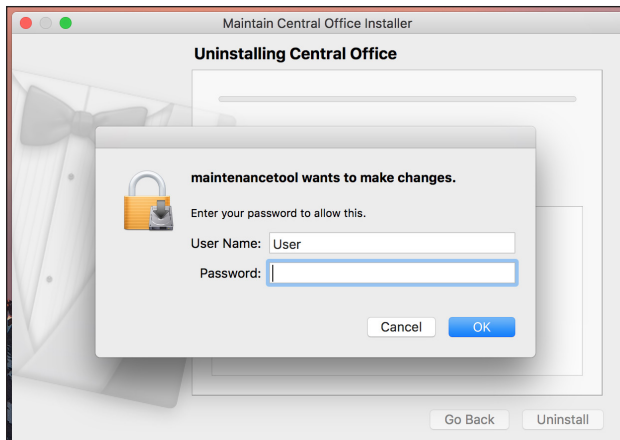 Maintain Central Office Installer
Uninstalling Central Office
maintenancetool wants to make changes.
Enter your password to allow this.
User Name: User
Password:
Cancel OK
Go Back Uninstall